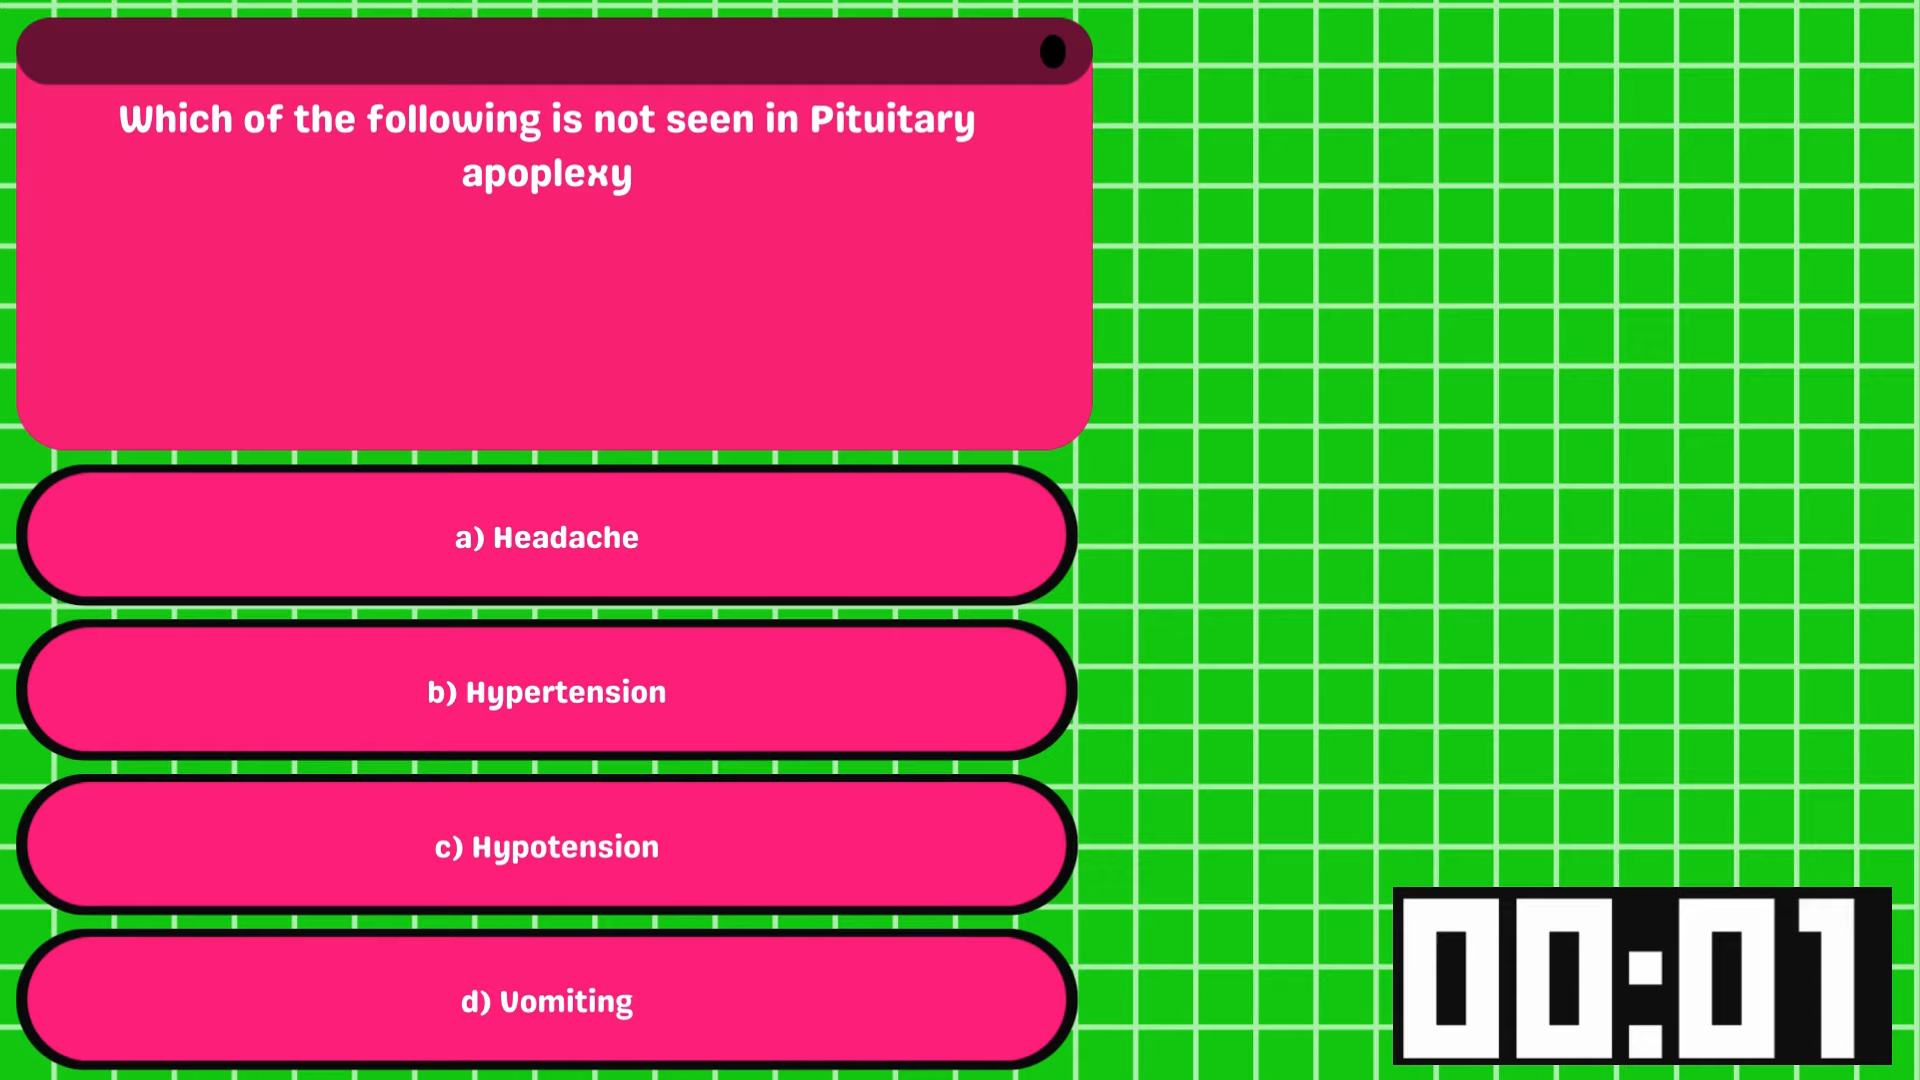 Which of the following is not seen in Pituitary
apoplexy
a) Headache
b) Hypertension
c) Hypotension
d) Vomiting
00:01